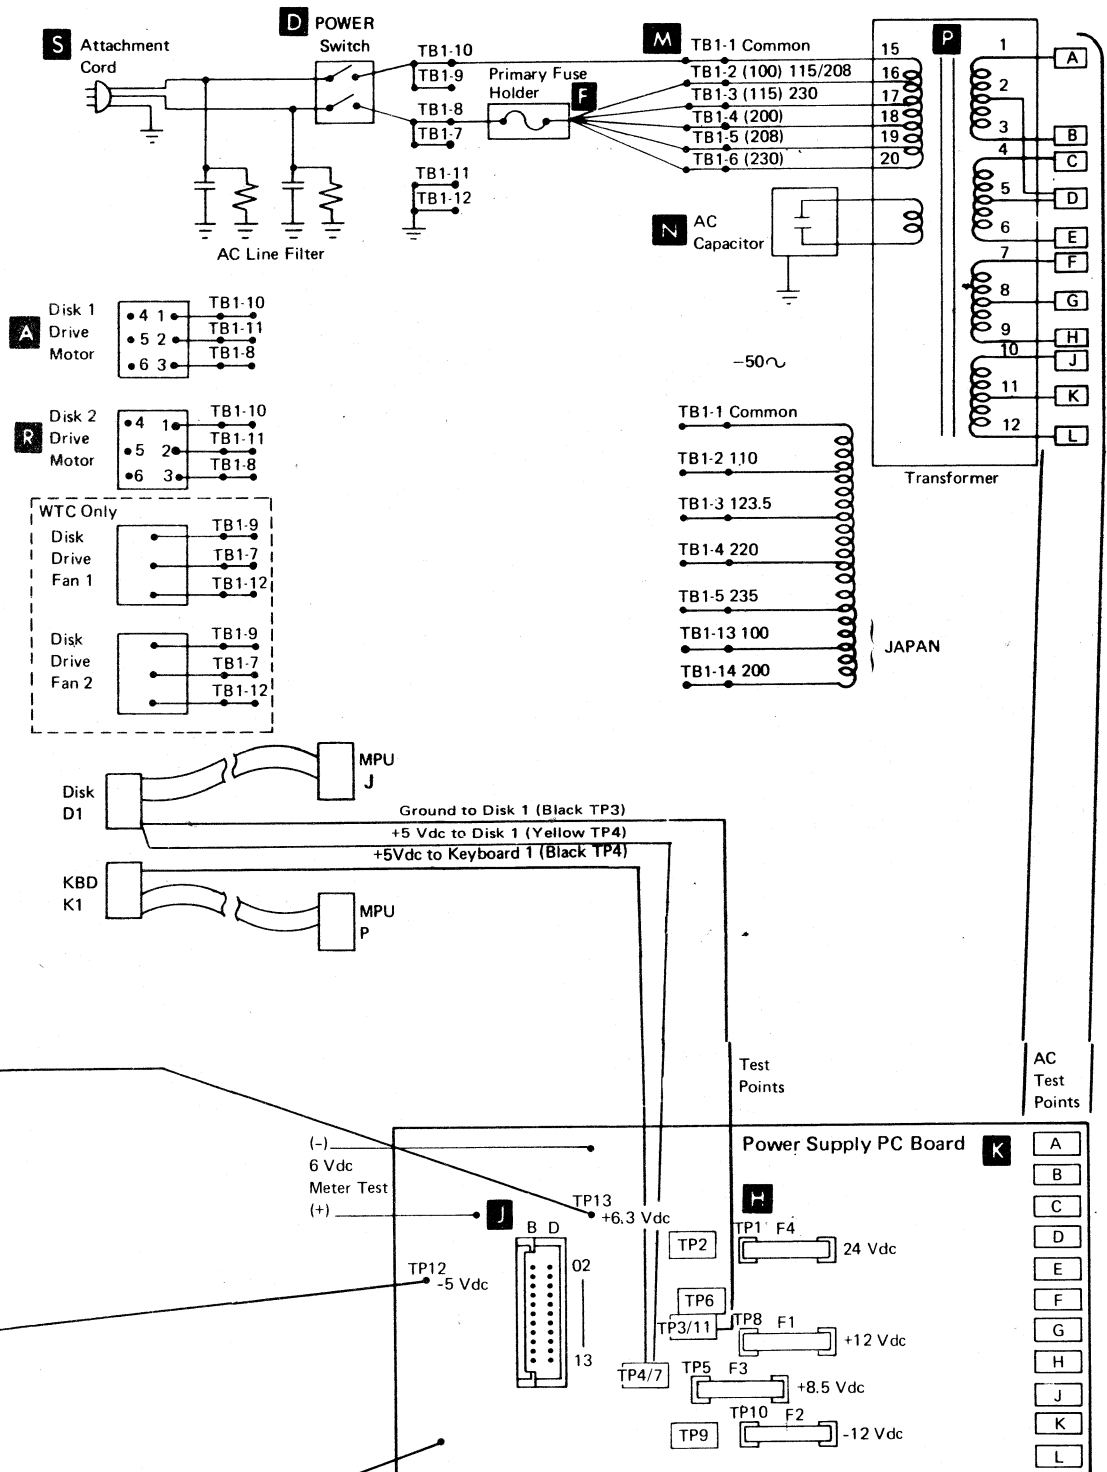 S Attachment
Cord
D POWER
Switch
TB1-10
TB1-9
TB1-8
TB1-7
TB1-11
TB1-12
Primary Fuse
Holder
F
M TB1-1 Common
TB1-2 (100) 115/208
TB1-3 (115) 230
TB1-4 (200)
TB1-5 (208)
TB1-6 (230)
15
16
17
18
19
20
P
1
2
3
4
5
6
7
8
9
10
11
12
A
B
C
D
E
F
G
H
J
K
L
Transformer
N AC
Capacitor
AC Line Filter
A Disk 1
Drive
Motor
4 1 TB1-10
5 2 TB1-11
6 3 TB1-8
R Disk 2
Drive
Motor
4 1 TB1-10
5 2 TB1-11
6 3 TB1-8
WTC Only
Disk
Drive
Fan 1
TB1-9
TB1-7
TB1-12
Disk
Drive
Fan 2
TB1-9
TB1-7
TB1-12
-50~
TB1-1 Common
TB1-2 110
TB1-3 123.5
TB1-4 220
TB1-5 235
TB1-13 100
TB1-14 200
JAPAN
MPU
J
Disk
D1
Ground to Disk 1 (Black TP3)
+5 Vdc to Disk 1 (Yellow TP4)
+5Vdc to Keyboard 1 (Black TP4)
KBD
K1
MPU
P
Test
Points
AC
Test
Points
(-)
6 Vdc
Meter Test
(+)
Power Supply PC Board K
J
B D
02
13
TP13
+6.3 Vdc
TP12
-5 Vdc
H
TP1 F4
TP2
24 Vdc
TP6
TP3/11
TP8 F1
+12 Vdc
TP4/7
TP5 F3
+8.5 Vdc
TP10 F2
TP9
-12 Vdc
A
B
C
D
E
F
G
H
J
K
L